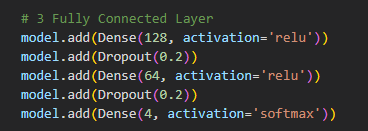 # 3 Fully Connected Layer
model.add(Dense(128, activation='relu'))
model.add(Dropout(0.2))
model.add(Dense(64, activation='relu'))
model.add(Dropout(0.2))
model.add(Dense(4, activation='softmax'))